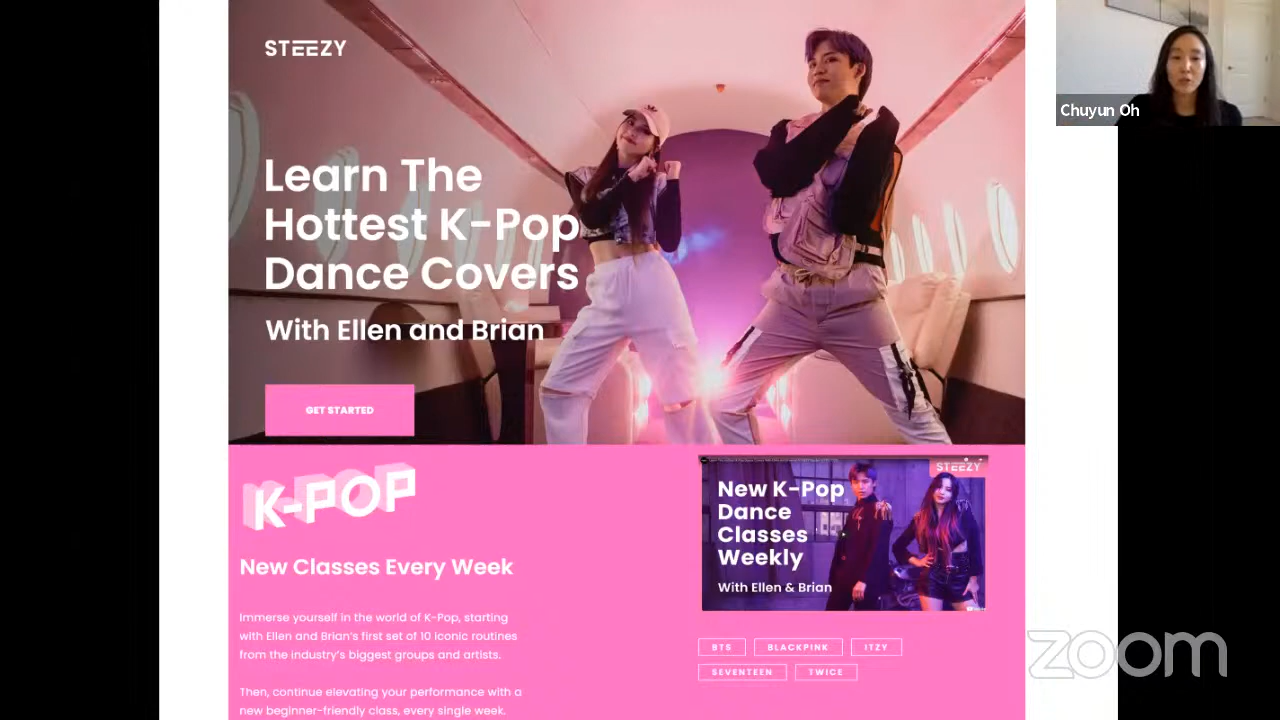 STEEZY
Learn The
Hottest K-Pop
Dance Covers
With Ellen and Brian
GET STARTED
K-POP
New Classes Every Week
Immerse yourself in the world of K-Pop, starting
with Ellen and Brian's first set of 10 iconic routines
from the industry's biggest groups and artists.
Then, continue elevating your performance with a
new beginner-friendly class, every single week.
STEEZY
New K-Pop
Dance
Classes
Weekly
With Ellen & Brian
BTS
BLACKPINK
ITZY
SEVENTEEN
TWICE
Chuyun Oh
zoom